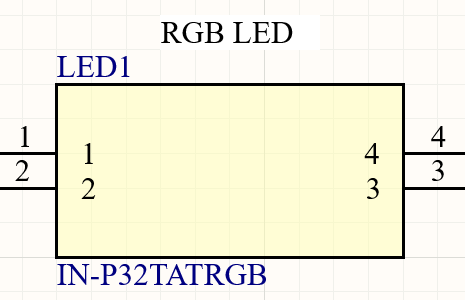 RGB LED
LED1
1 1 4 4
2 2 3 3
IN-P32TATRGB